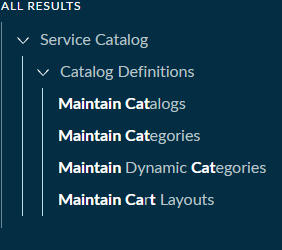 ALL RESULTS
Service Catalog
Catalog Definitions
Maintain Catalogs
Maintain Categories
Maintain Dynamic Categories
Maintain Cart Layouts